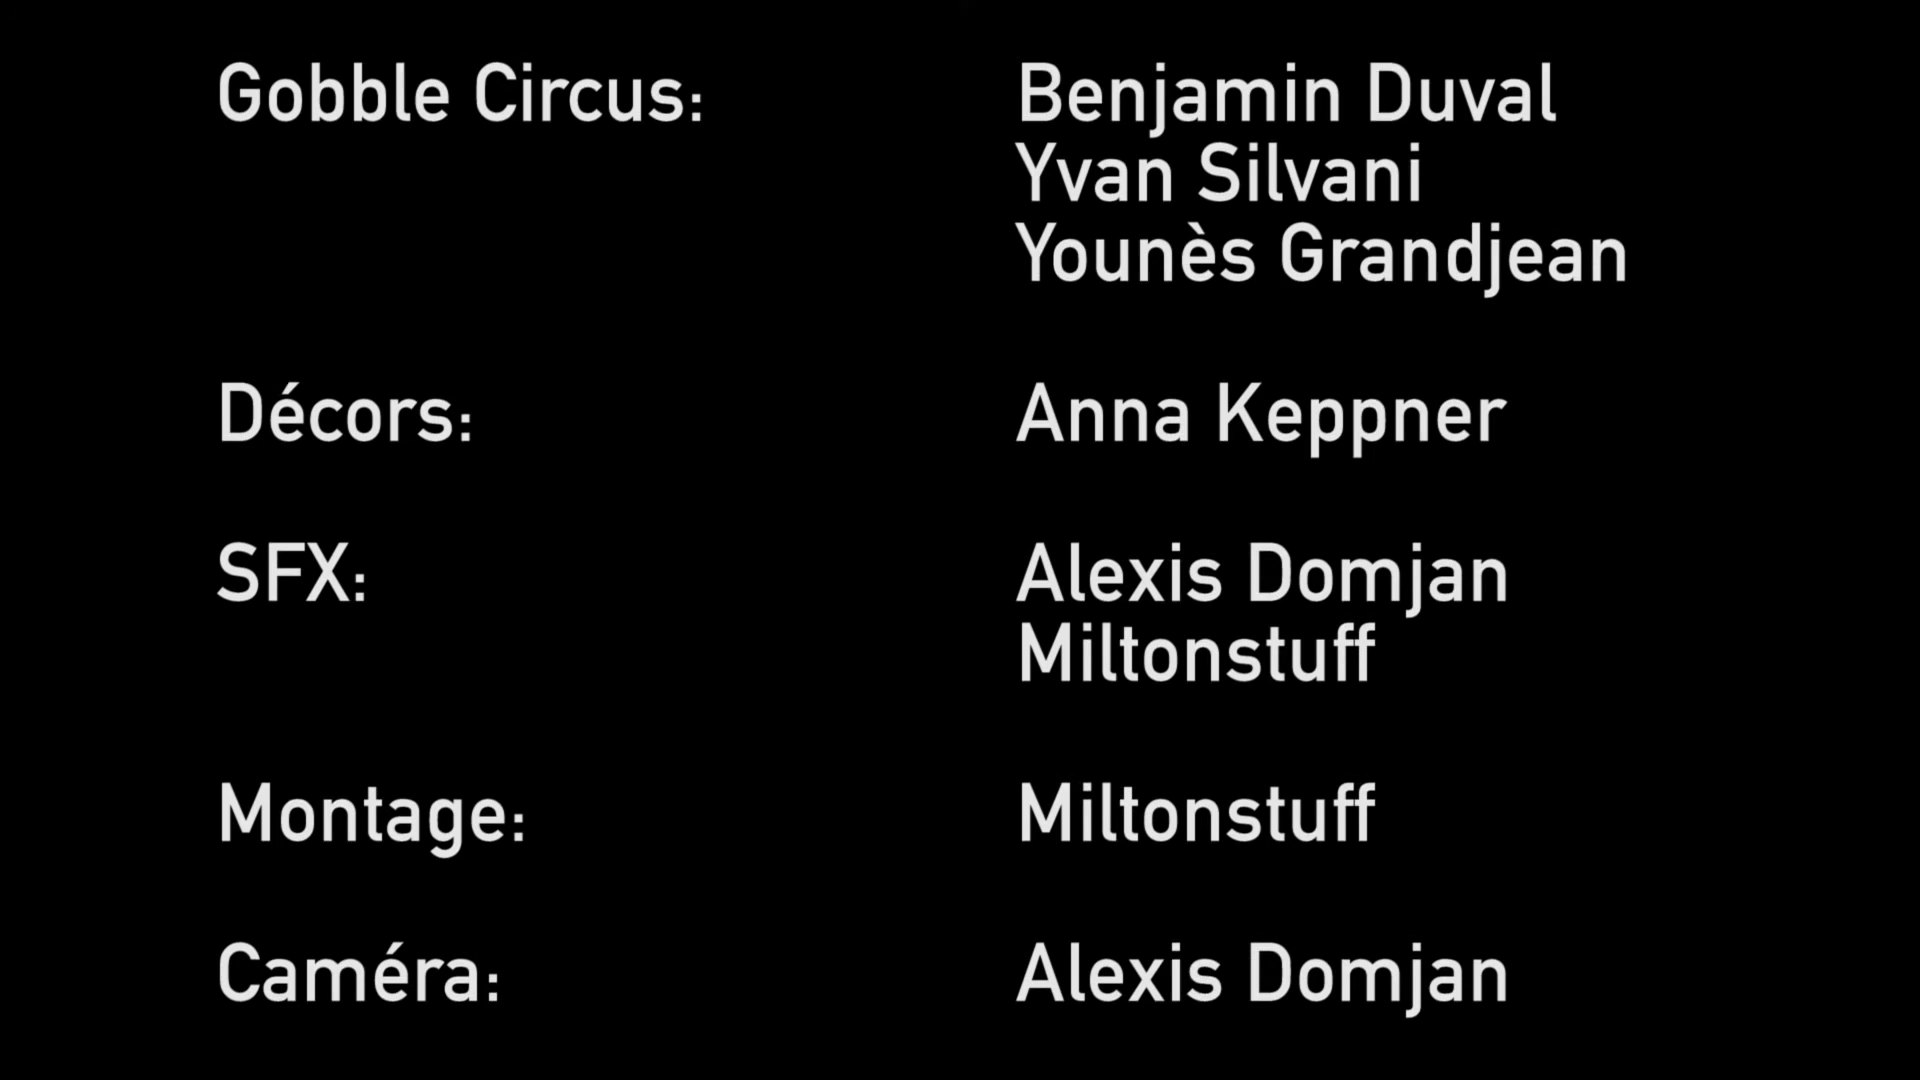 Gobble Circus: Benjamin Duval
Yvan Silvani
Younès Grandjean
Décors: Anna Keppner
SFX: Alexis Domjan
Miltonstuff
Montage: Miltonstuff
Caméra: Alexis Domjan